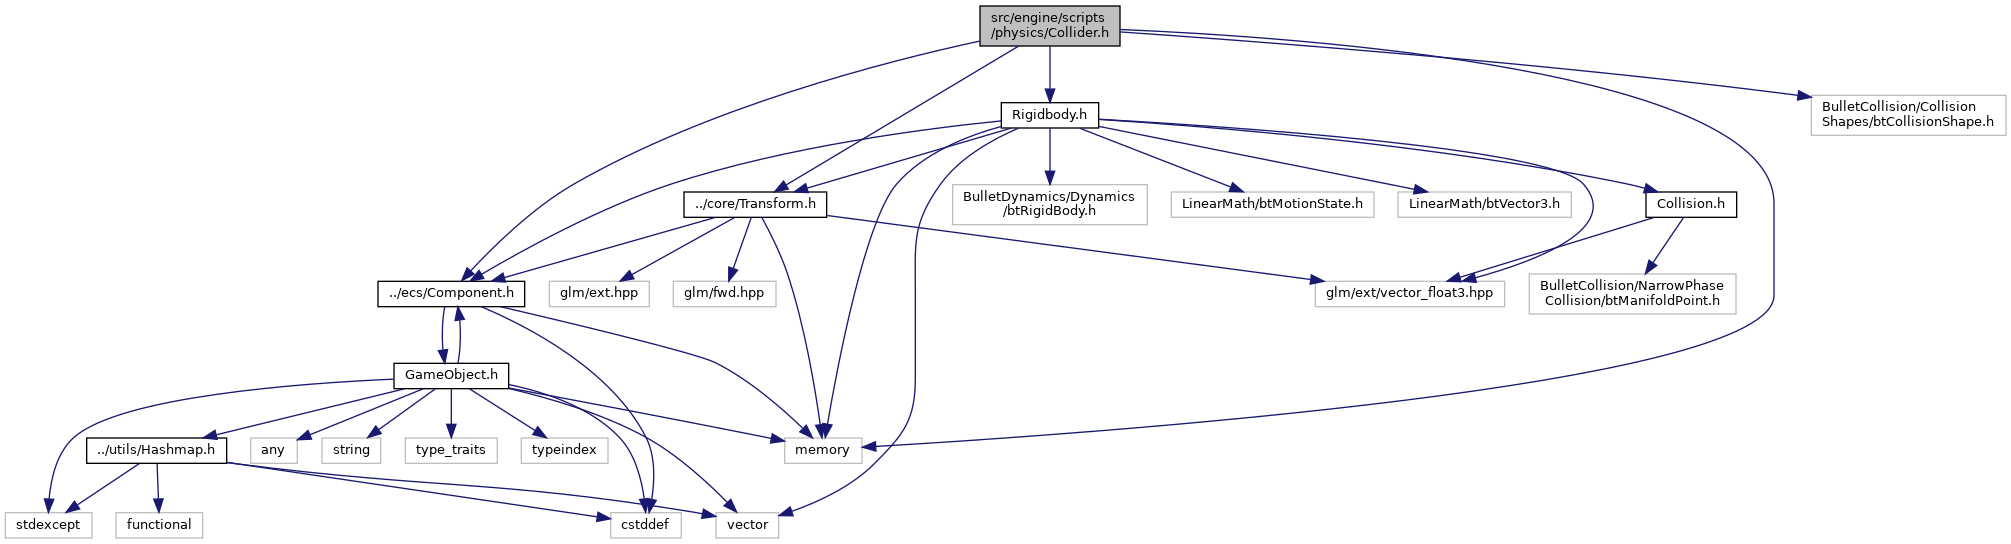 src/engine/scripts
/physics/Collider.h
BulletCollision/Collision
Shapes/btCollisionShape.h
Rigidbody.h
../core/Transform.h
BulletDynamics/Dynamics
/btRigidBody.h
LinearMath/btMotionState.h
LinearMath/btVector3.h
Collision.h
../ecs/Component.h
glm/ext.hpp
glm/fwd.hpp
glm/ext/vector_float3.hpp
BulletCollision/NarrowPhase
Collision/btManifoldPoint.h
GameObject.h
../utils/Hashmap.h
any
string
type_traits
typeindex
memory
stdexcept
functional
cstddef
vector